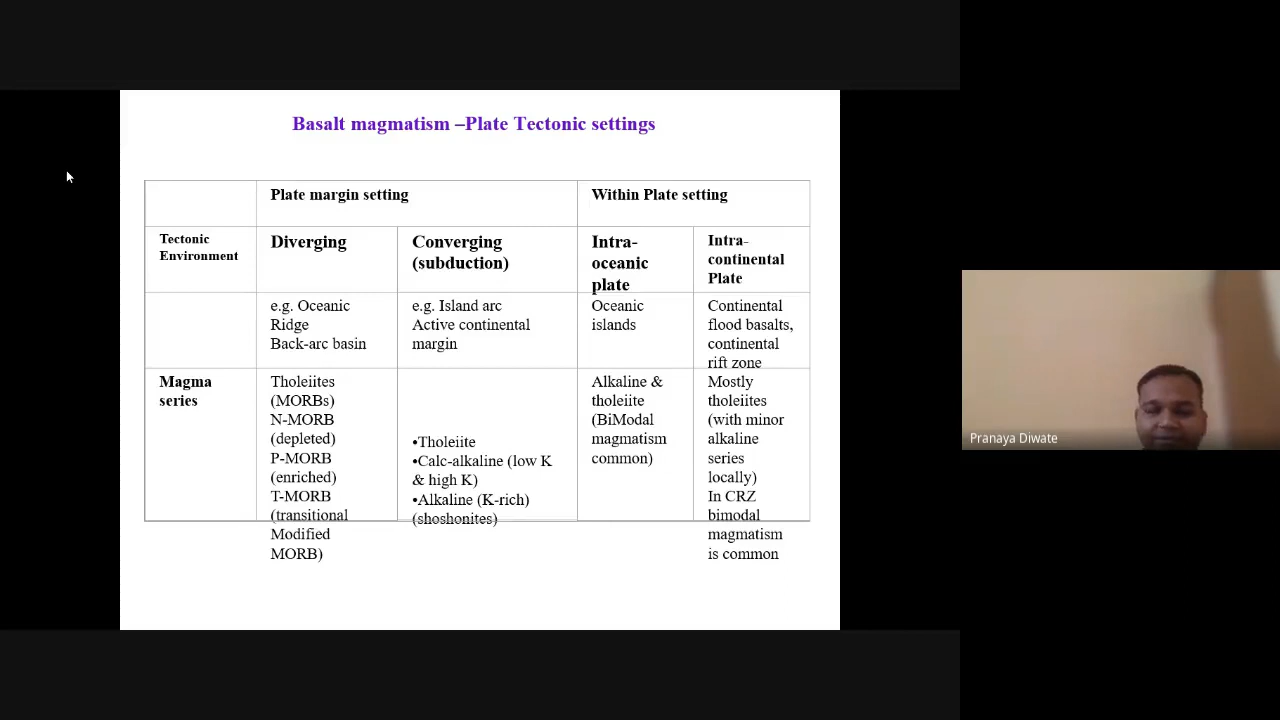 Basalt magmatism –Plate Tectonic settings
Plate margin setting
Within Plate setting
Tectonic
Environment
Diverging
Converging
(subduction)
Intra-
oceanic
plate
Intra-
continental
Plate
e.g. Oceanic
Ridge
Back-arc basin
e.g. Island arc
Active continental
margin
Oceanic
islands
Continental
flood basalts,
continental
rift zone
Magma
series
Tholeiites
(MORBs)
N-MORB
(depleted)
P-MORB
(enriched)
T-MORB
(transitional
Modified
MORB)
•Tholeiite
•Calc-alkaline (low K
& high K)
•Alkaline (K-rich)
(shoshonites)
Alkaline &
tholeiite
(BiModal
magmatism
common)
Mostly
tholeiites
(with minor
alkaline
series
locally)
In CRZ
bimodal
magmatism
is common
Pranaya Diwate